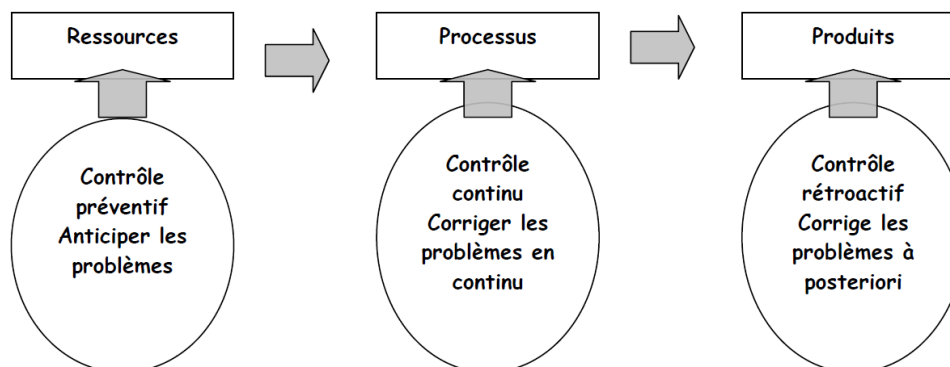 Ressources
Processus
Produits
Contrôle
préventif
Anticiper les
problèmes
Contrôle
continu
Corriger les
problèmes en
continu
Contrôle
rétroactif
Corrige les
problèmes à
posteriori